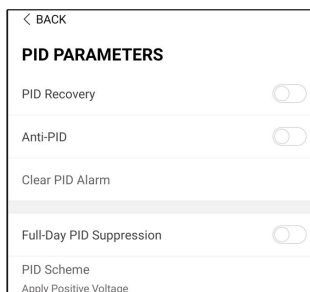 < BACK
PID PARAMETERS
PID Recovery
Anti-PID
Clear PID Alarm
Full-Day PID Suppression
PID Scheme
Apply Positive Voltage